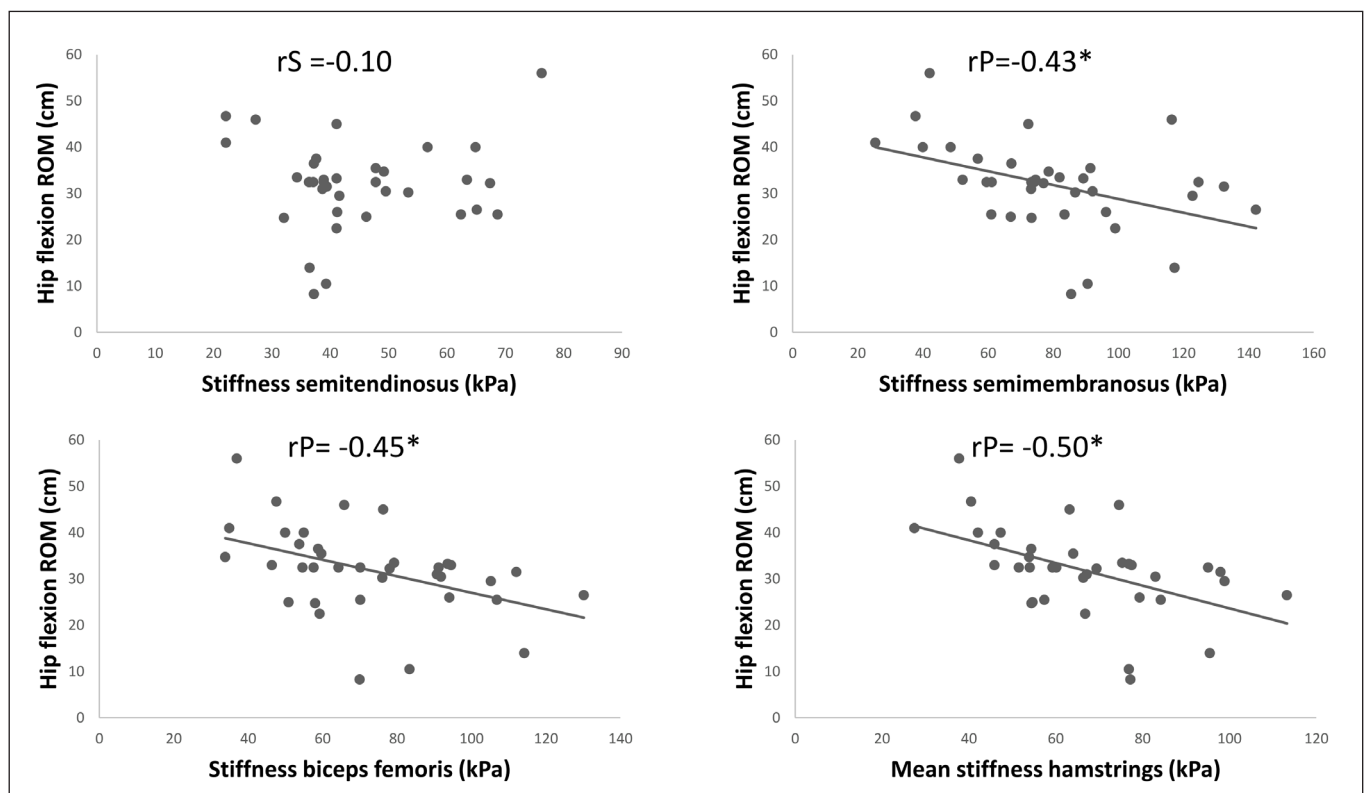 rS =-0.10
Hip flexion ROM (cm)
60
50
40
30
20
10
0
0 10 20 30 40 50 60 70 80 90
Stiffness semitendinosus (kPa)
rP=-0.43*
Hip flexion ROM (cm)
60
50
40
30
20
10
0
0 20 40 60 80 100 120 140 160
Stiffness semimembranosus (kPa)
rP= -0.45*
Hip flexion ROM (cm)
60
50
40
30
20
10
0
0 20 40 60 80 100 120 140
Stiffness biceps femoris (kPa)
rP= -0.50*
Hip flexion ROM (cm)
60
50
40
30
20
10
0
0 20 40 60 80 100 120
Mean stiffness hamstrings (kPa)